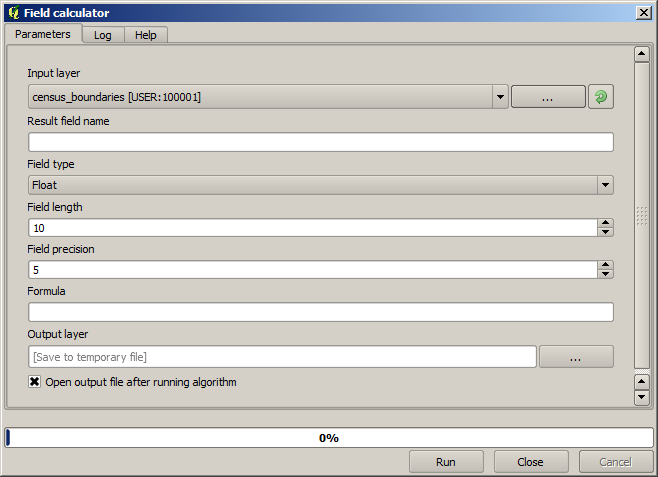 Field calculator
Parameters Log Help
Input layer
census_boundaries [USER:100001]
...
Result field name
Field type
Float
Field length
10
Field precision
5
Formula
Output layer
[Save to temporary file]
...
Open output file after running algorithm
0%
Run Close Cancel